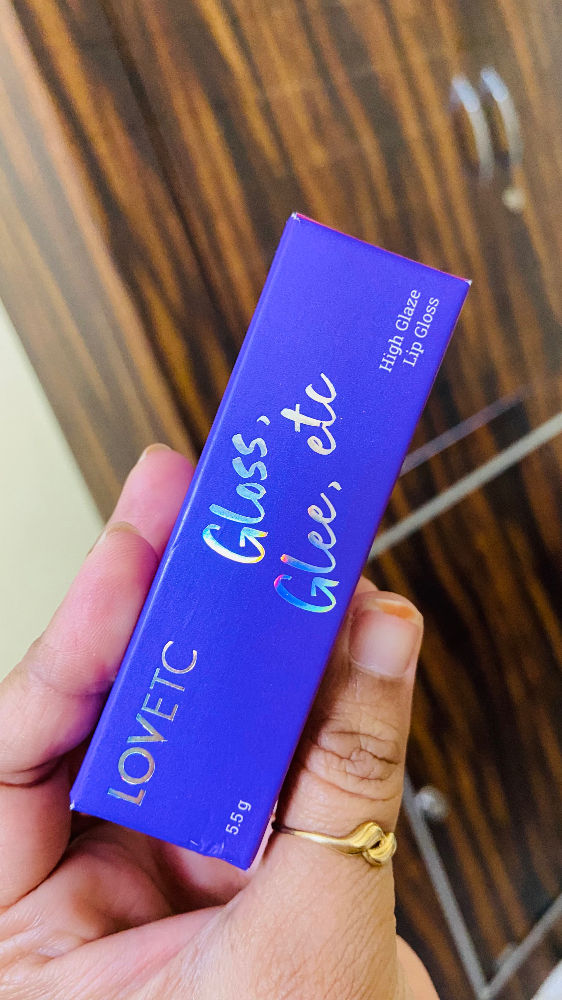 High Glaze
Lip Gloss
Gloss,
Glee, etc
LOVETC
5.5 g